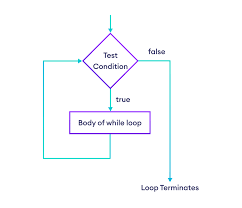 Test
Condition
false
true
Body of while loop
Loop Terminates